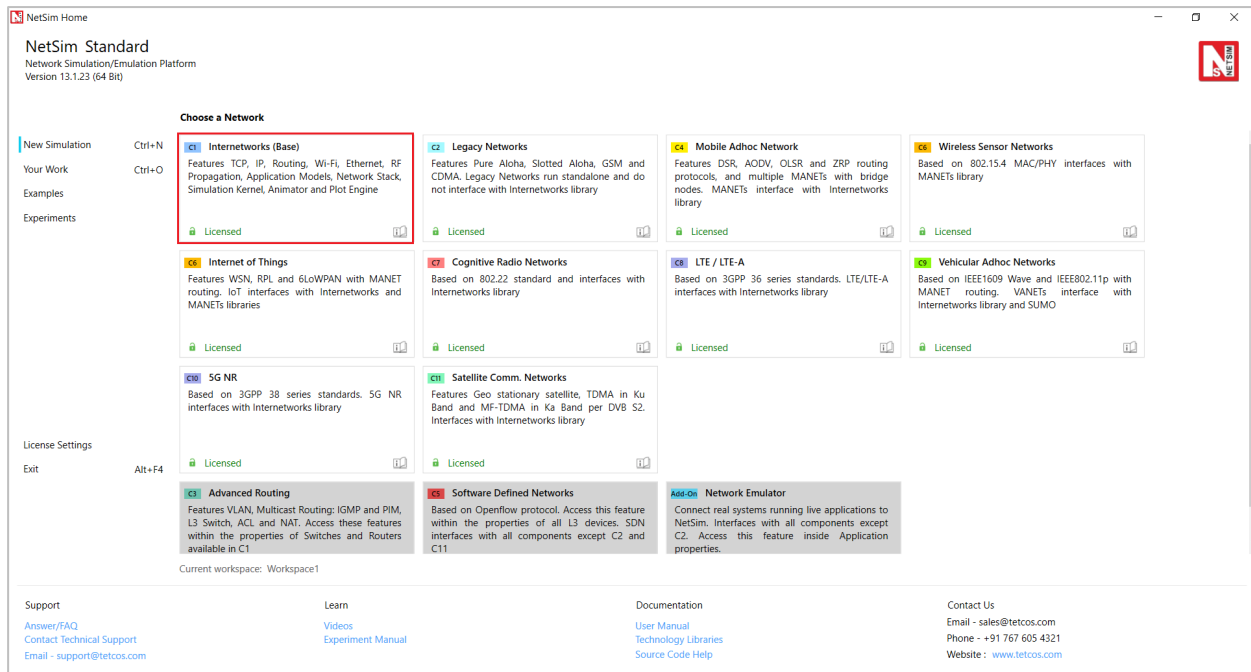 NetSim Home
NetSim Standard
Network Simulation/Emulation Platform
Version 13.1.23 (64 Bit)
NETSIM
Choose a Network
New Simulation Ctrl+N
Your Work Ctrl+O
Examples
Experiments
License Settings
Exit Alt+F4
C1 Internetworks (Base)
Features TCP, IP, Routing, Wi-Fi, Ethernet, RF
Propagation, Application Models, Network Stack,
Simulation Kernel, Animator and Plot Engine
Licensed
C2 Legacy Networks
Features Pure Aloha, Slotted Aloha, GSM and
CDMA. Legacy Networks run standalone and do
not interface with Internetworks library
Licensed
C4 Mobile Adhoc Network
Features DSR, AODV, OLSR and ZRP routing
protocols, and multiple MANETs with bridge
nodes. MANETs interface with Internetworks
library
Licensed
C6 Wireless Sensor Networks
Based on 802.15.4 MAC/PHY interfaces with
MANETs library
Licensed
C6 Internet of Things
Features WSN, RPL and 6LoWPAN with MANET
routing. IoT interfaces with Internetworks and
MANETs libraries
Licensed
C7 Cognitive Radio Networks
Based on 802.22 standard and interfaces with
Internetworks library
Licensed
C8 LTE / LTE-A
Based on 3GPP 36 series standards. LTE/LTE-A
interfaces with Internetworks library
Licensed
C9 Vehicular Adhoc Networks
Based on IEEE1609 Wave and IEEE802.11p with
MANET routing. VANETs interface with
Internetworks library and SUMO
Licensed
C10 5G NR
Based on 3GPP 38 series standards. 5G NR
interfaces with Internetworks library
Licensed
C11 Satellite Comm. Networks
Features Geo stationary satellite, TDMA in Ku
Band and MF-TDMA in Ka Band per DVB S2.
Interfaces with Internetworks library
Licensed
C3 Advanced Routing
Features VLAN, Multicast Routing: IGMP and PIM,
L3 Switch, ACL and NAT. Access these features
within the properties of Switches and Routers
available in C1
C5 Software Defined Networks
Based on Openflow protocol. Access this feature
within the properties of all L3 devices. SDN
interfaces with all components except C2 and
C11
Add-On Network Emulator
Connect real systems running live applications to
NetSim. Interfaces with all components except
C2. Access this feature inside Application
properties.
Current workspace: Workspace1
Support
Answer/FAQ
Contact Technical Support
Email - support@tetcos.com
Learn
Videos
Experiment Manual
Documentation
User Manual
Technology Libraries
Source Code Help
Contact Us
Email - sales@tetcos.com
Phone - +91 767 605 4321
Website : www.tetcos.com